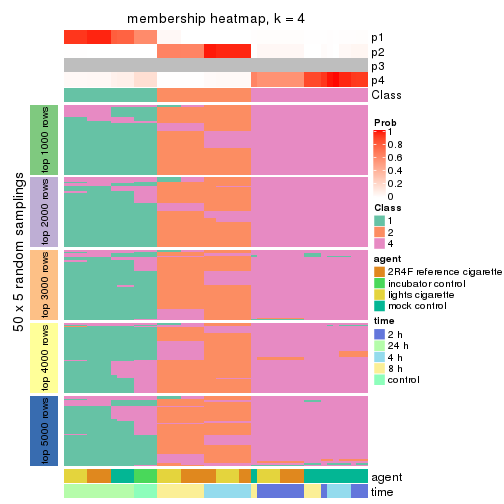 membership heatmap, k = 4
p1
p2
p3
p4
Class
50 x 5 random samplings
top 1000 rows
top 2000 rows
top 3000 rows
top 4000 rows
top 5000 rows
agent
time
Prob
1
0.8
0.6
0.4
0.2
0
Class
1
2
4
agent
2R4F reference cigarette
incubator control
lights cigarette
mock control
time
2 h
24 h
4 h
8 h
control